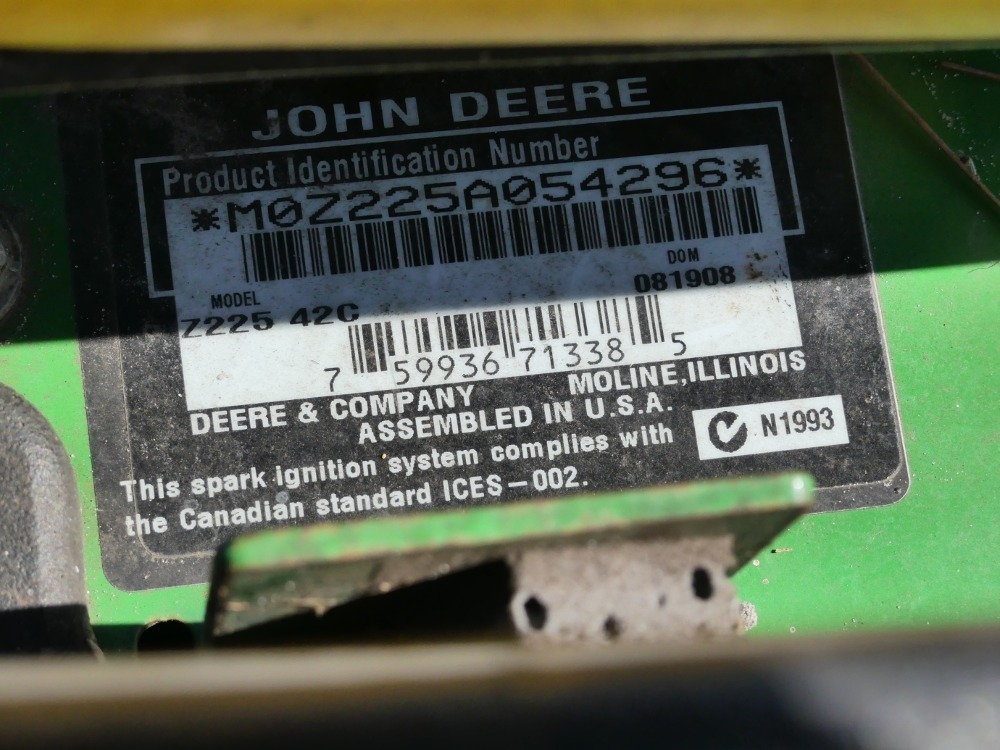 JOHN DEERE
Product Identification Number
*M0Z225A054296*
MODEL
DOM
Z225 42C
081908
7 59936 71338 5
DEERE & COMPANY MOLINE, ILLINOIS
ASSEMBLED IN U.S.A.
This spark ignition system complies with
the Canadian standard ICES-002.
N1993